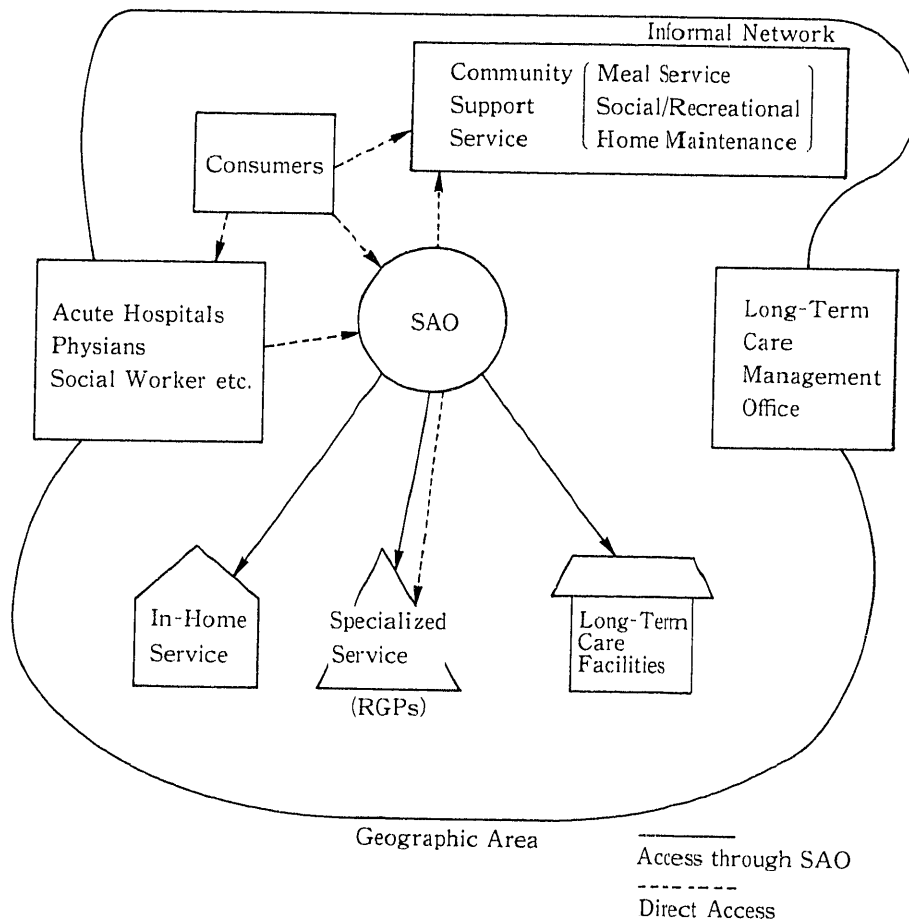 Informal Network
Community Meal Service
Support Social/Recreational
Service Home Maintenance
Consumers
Acute Hospitals
Physians
Social Worker etc.
SAO
Long-Term
Care
Management
Office
In-Home
Service
Specialized
Service
(RGPs)
Long-Term
Care
Facilities
Geographic Area
Access through SAO
Direct Access